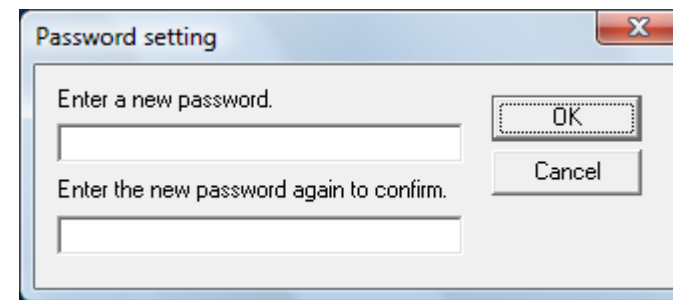 Password setting
Enter a new password.
OK
Cancel
Enter the new password again to confirm.